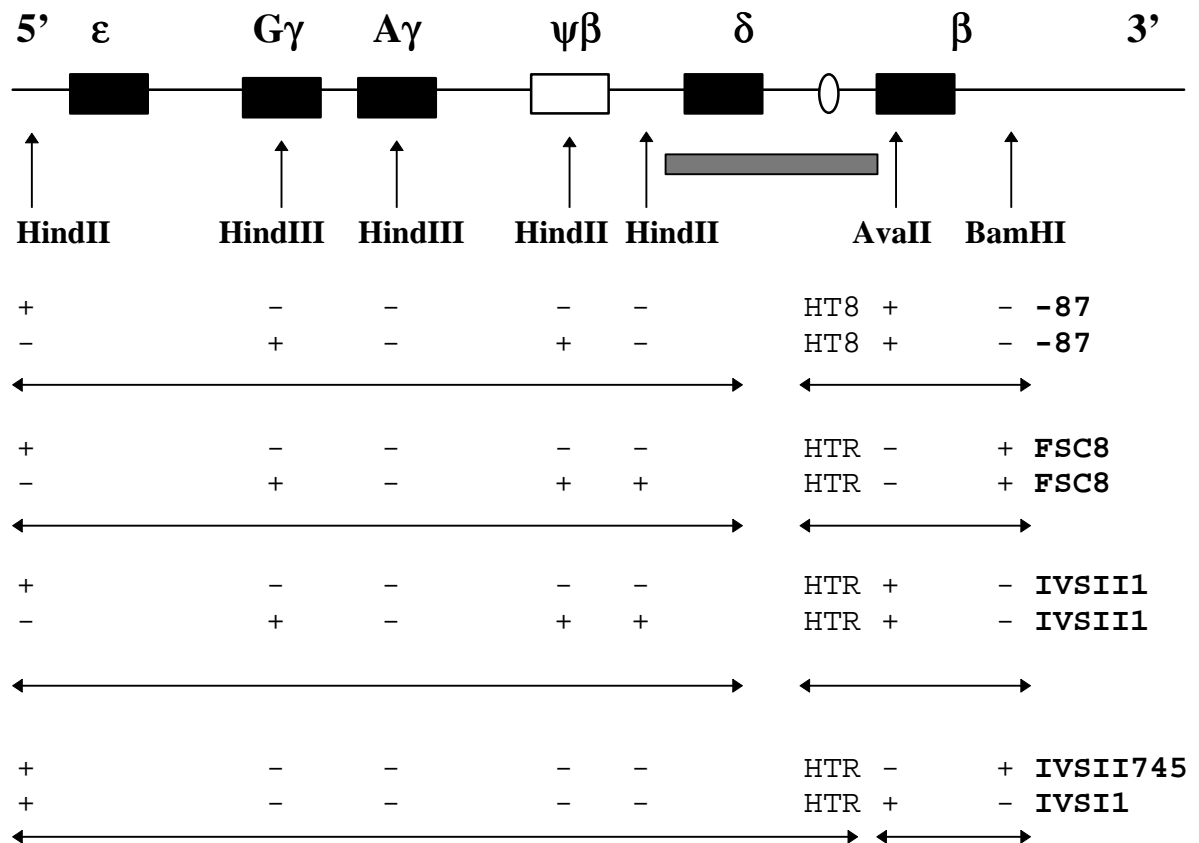 5’ ε Gγ Aγ ψβ δ β 3’
HindII HindIII HindIII HindII HindII AvaII BamHI
+ − − − − HT8 + − -87
− + − + − HT8 + − -87
+ − − − − HTR − + FSC8
− + − + + HTR − + FSC8
+ − − − − HTR + − IVSII1
− + − + + HTR + − IVSII1
+ − − − − HTR − + IVSII745
+ − − − − HTR + − IVSI1